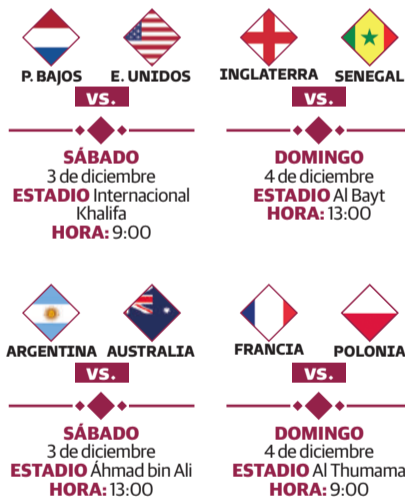 P. BAJOS E. UNIDOS
vs.
SÁBADO
3 de diciembre
ESTADIO Internacional
Khalifa
HORA: 9:00
INGLATERRA SENEGAL
vs.
DOMINGO
4 de diciembre
ESTADIO Al Bayt
HORA: 13:00
ARGENTINA AUSTRALIA
vs.
SÁBADO
3 de diciembre
ESTADIO Áhmad bin Ali
HORA: 13:00
FRANCIA POLONIA
vs.
DOMINGO
4 de diciembre
ESTADIO Al Thumama
HORA: 9:00